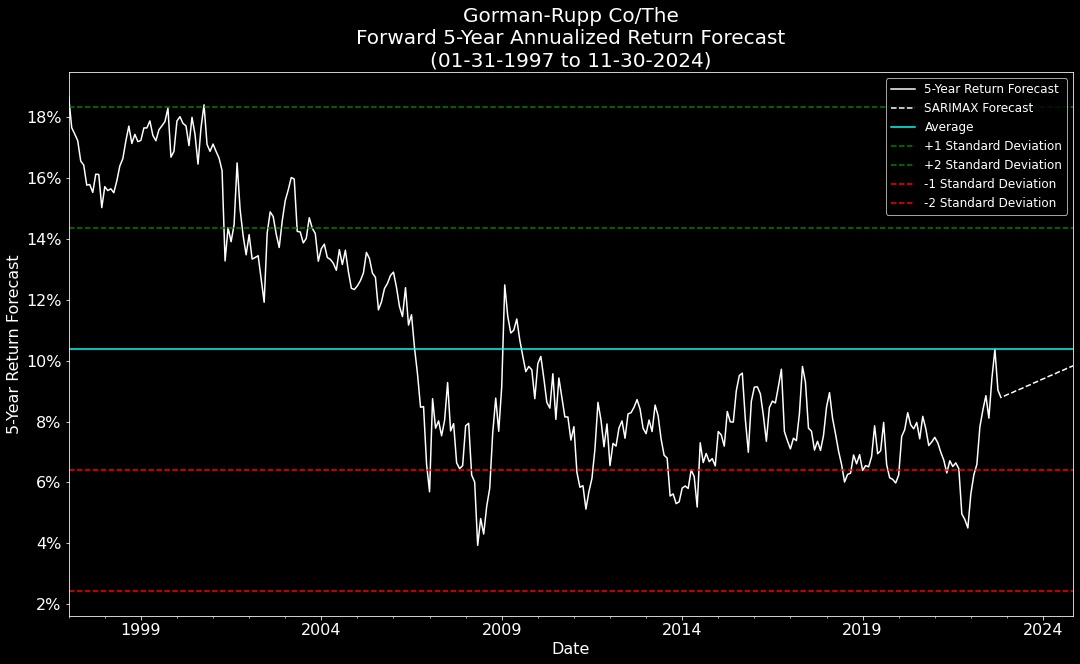 Gorman-Rupp Co/The
Forward 5-Year Annualized Return Forecast
(01-31-1997 to 11-30-2024)
5-Year Return Forecast
SARIMAX Forecast
Average
+1 Standard Deviation
+2 Standard Deviation
-1 Standard Deviation
-2 Standard Deviation
5-Year Return Forecast
18%
16%
14%
12%
10%
8%
6%
4%
2%
1999
2004
2009
2014
2019
2024
Date